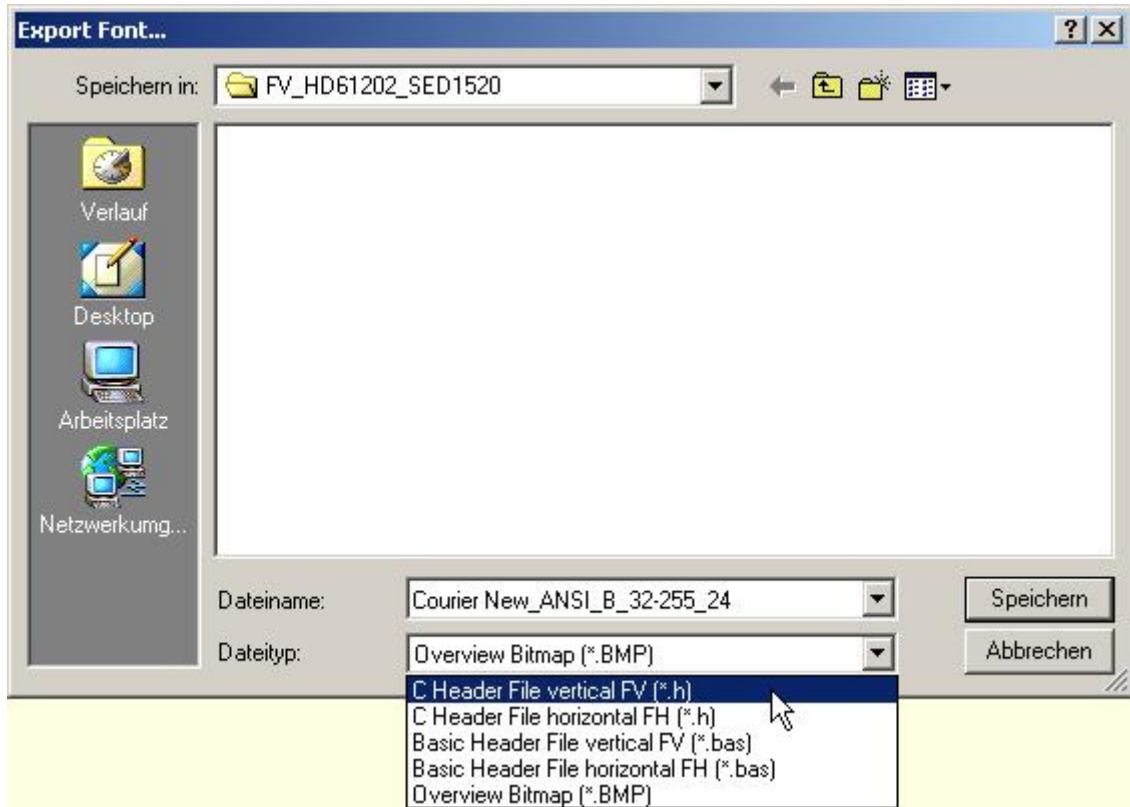 Export Font...
Speichern in: FV_HD61202_SED1520
Verlauf
Desktop
Arbeitsplatz
Netzwerkumg...
Dateiname: Courier New_ANSI_B_32-255_24 Speichern
Dateityp: Overview Bitmap (*.BMP) Abbrechen
C Header File vertical FV (*.h)
C Header File horizontal FH (*.h)
Basic Header File vertical FV (*.bas)
Basic Header File horizontal FH (*.bas)
Overview Bitmap (*.BMP)